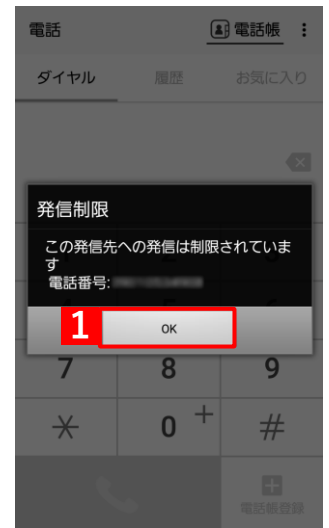 電話
電話帳
ダイヤル
履歴
お気に入り
発信制限
この発信先への発信は制限されていま
す
電話番号:
1
OK
7
8
9
*
0 +
#
電話帳登録